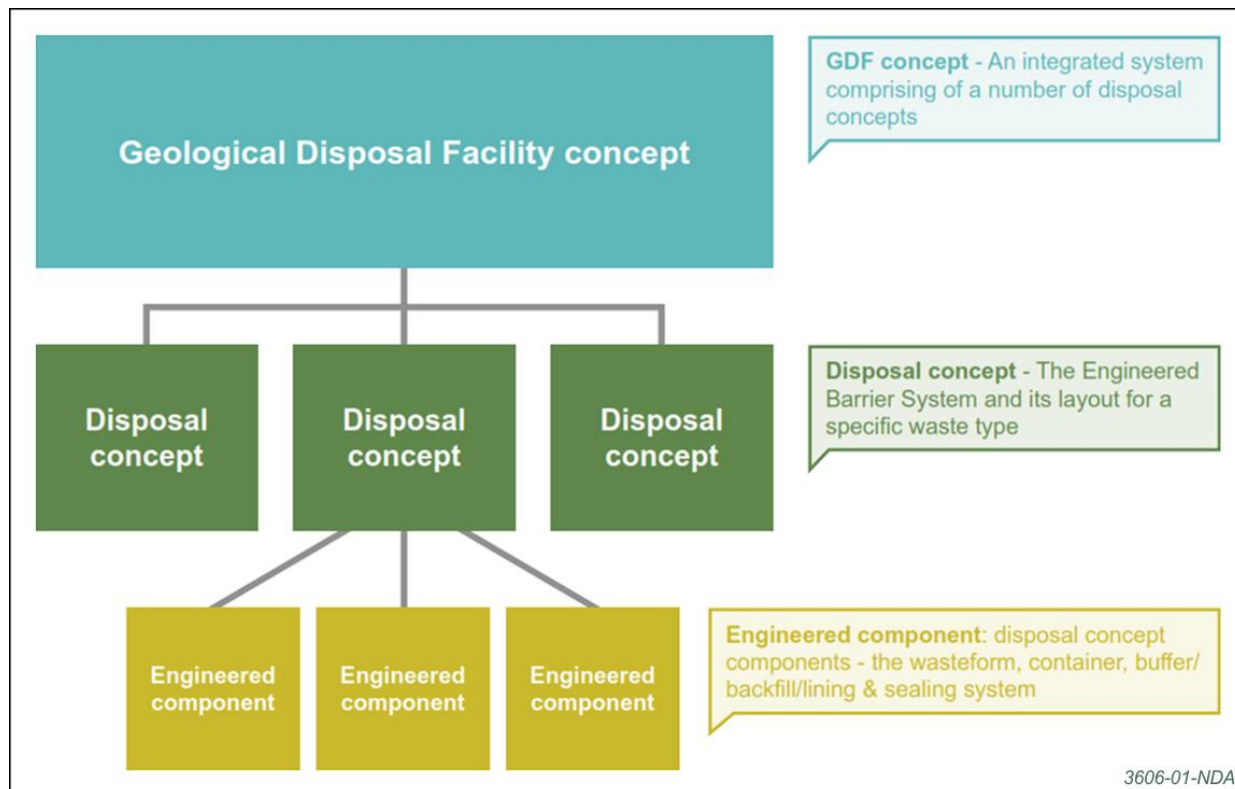 Geological Disposal Facility concept
GDF concept - An integrated system
comprising of a number of disposal
concepts
Disposal
concept
Disposal
concept
Disposal
concept
Disposal concept - The Engineered
Barrier System and its layout for a
specific waste type
Engineered
component
Engineered
component
Engineered
component
Engineered component: disposal concept
components - the wasteform, container, buffer/
backfill/lining & sealing system
3606-01-NDA